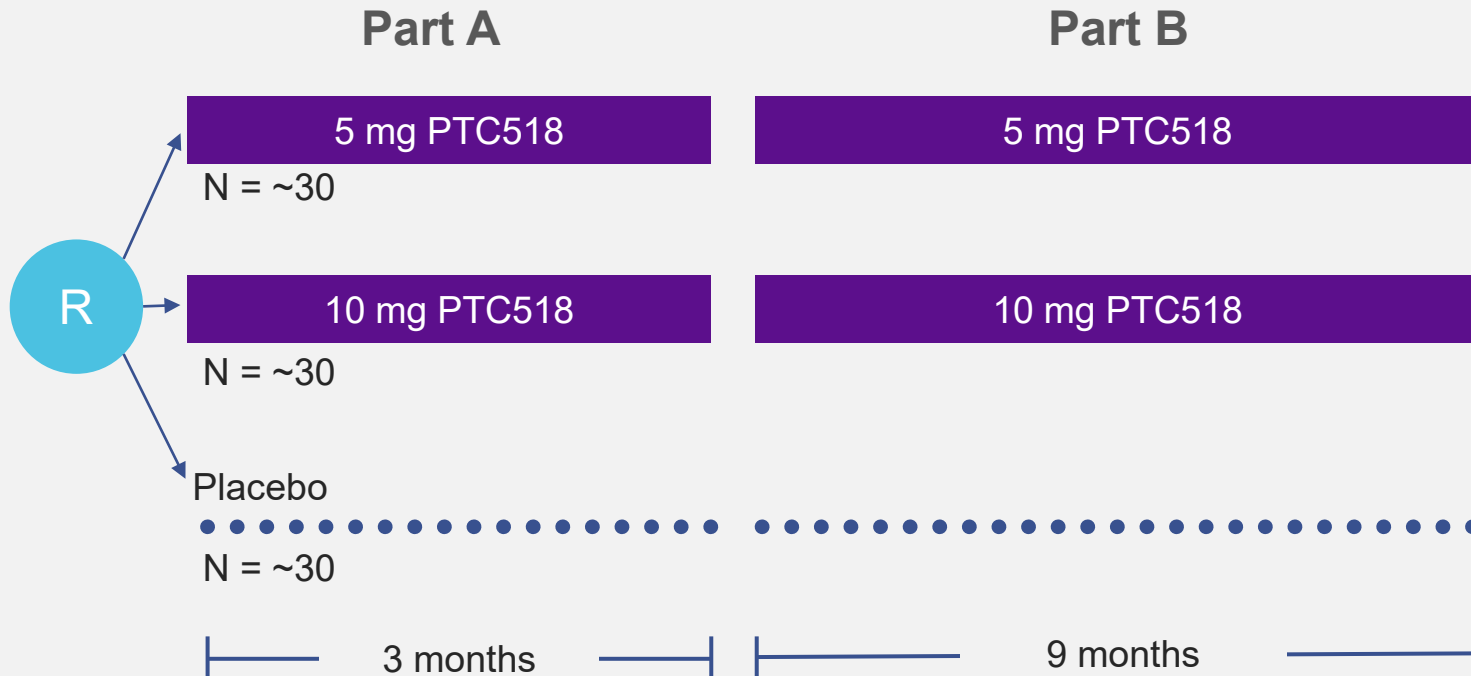 Part A
Part B
5 mg PTC518
5 mg PTC518
N = ~30
R
10 mg PTC518
10 mg PTC518
N = ~30
Placebo
N = ~30
3 months
9 months